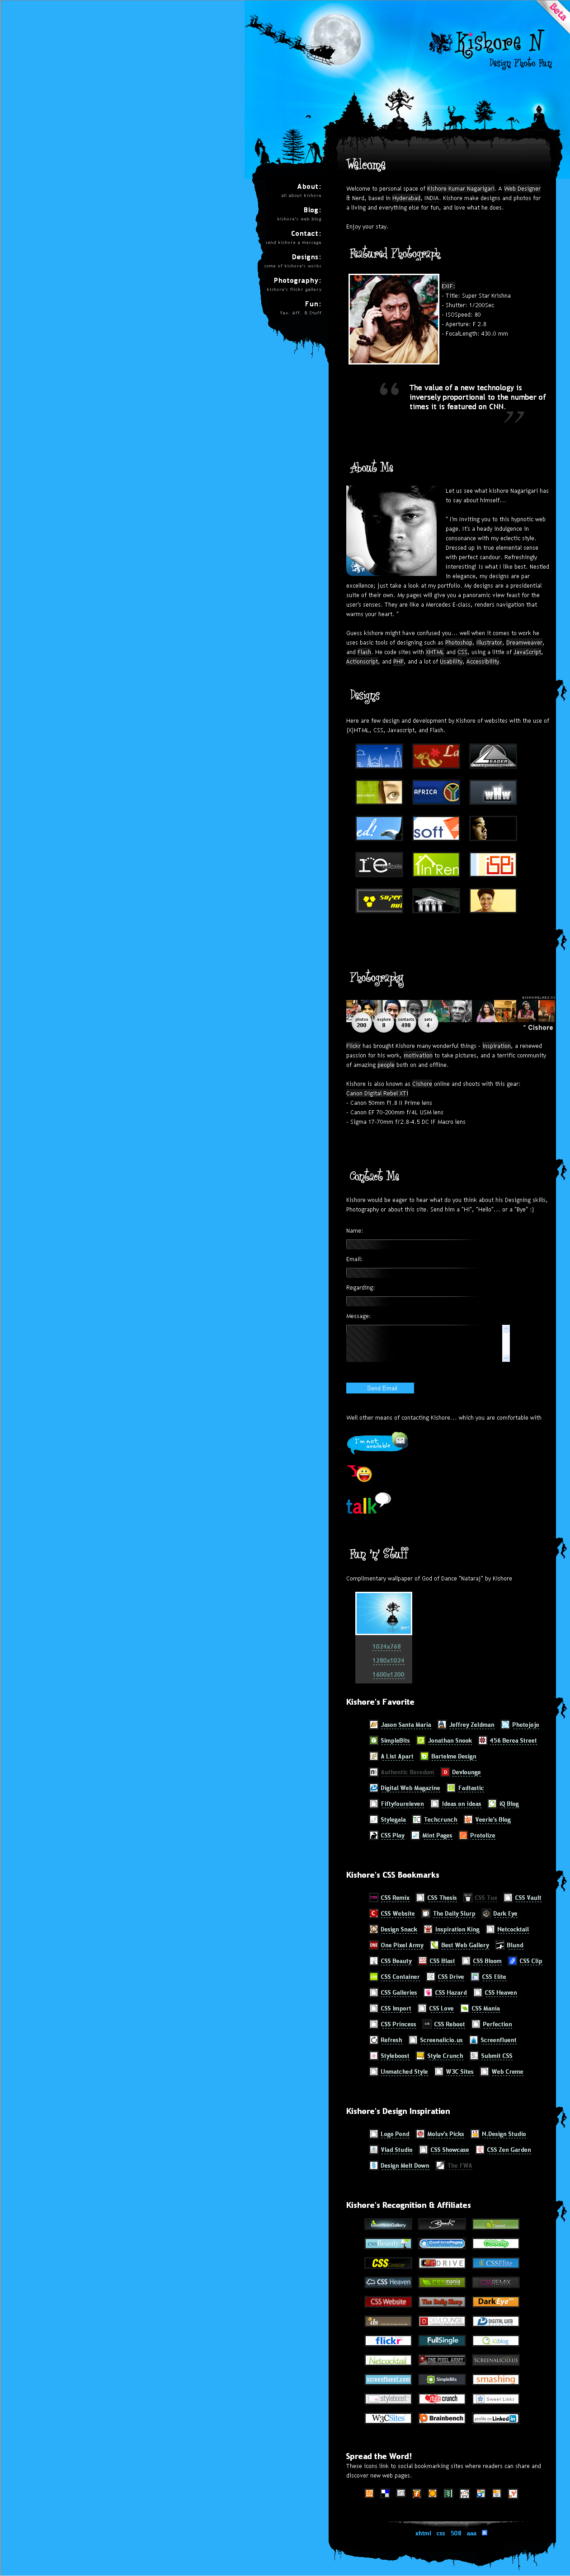 Beta
Kishore N
Design Photo Fun
About:
all about kishore
Blog:
kishore's web blog
Contact:
send kishore a message
Designs:
some of kishore's works
Photography:
kishore's flickr gallery
Fun:
Fav, Aff, & Stuff
Welcome
Welcome to personal space of Kishore Kumar Nagarigari. A Web Designer
& Nerd, based in Hyderabad, INDIA. Kishore make designs and photos for
a living and everything else for fun, and love what he does.
Enjoy your stay.
Featured Photograph
EXIF:
- Title: Super Star Krishna
- Shutter: 1/200Sec
- ISOSpeed: 80
- Aperture: F 2.8
- FocalLength: 430.0 mm
“ The value of a new technology is
inversely proportional to the number of
times it is featured on CNN. ”
About Me
Let us see what kishore Nagarigari has
to say about himself...
" I'm inviting you to this hypnotic web
page. It's a heady indulgence in
consonance with my eclectic style.
Dressed up in true elemental sense
with perfect candour. Refreshingly
interesting! Is what I like best. Nestled
in elegance, my designs are par
excellence; just take a look at my portfolio. My designs are a presidential
suite of their own. My pages will give you a panoramic view feast for the
user's senses. They are like a Mercedes E-class, renders navigation that
warms your heart. "
Guess kishore might have confused you... well when it comes to work he
uses basic tools of designing such as Photoshop, Illustrator, Dreamweaver,
and Flash. He code sites with XHTML and CSS, using a little of JavaScript,
Actionscript, and PHP, and a lot of Usability, Accessibility.
Designs
Here are few design and development by Kishore of websites with the use of
(X)HTML, CSS, Javascript, and Flash.
La
LEADER
AFRICA
ed!
soft
re
InRen
isbi
super
Photography
photos
200
explore
8
contacts
498
sets
4
* Cishore
Flickr has brought Kishore many wonderful things - inspiration, a renewed
passion for his work, motivation to take pictures, and a terrific community
of amazing people both on and offline.
Kishore is also known as Cishore online and shoots with this gear:
Canon Digital Rebel XTi
- Canon 50mm f1.8 II Prime lens
- Canon EF 70-200mm f/4L USM lens
- Sigma 17-70mm f/2.8-4.5 DC IF Macro lens
Contact Me
Kishore would be eager to hear what do you think about his Designing skills,
Photography or about this site. Send him a "Hi", "Hello"... or a "Bye" :)
Name:
Email:
Regarding:
Message:
Send Email
Well other means of contacting Kishore... which you are comfortable with
I'm not
available
talk
Fun 'n' Stuff
Complimentary wallpaper of God of Dance "Nataraj" by Kishore
1024x768
1280x1024
1600x1200
Kishore's Favorite
Jason Santa Maria Jeffrey Zeldman Photojojo
SimpleBits Jonathan Snook 456 Berea Street
A List Apart Bartelme Design
Authentic Boredom Devlounge
Digital Web Magazine Fadtastic
Fiftyfoureleven Ideas on ideas iQ Blog
Stylegala Techcrunch Veerle's Blog
CSS Play Mint Pages Protolize
Kishore's CSS Bookmarks
CSS Remix CSS Thesis CSS Tux CSS Vault
CSS Website The Daily Slurp Dark Eye
Design Snack Inspiration King Netcocktail
One Pixel Army Best Web Gallery Blund
CSS Beauty CSS Blast CSS Bloom CSS Clip
CSS Container CSS Drive CSS Elite
CSS Galleries CSS Hazard CSS Heaven
CSS Import CSS Love CSS Mania
CSS Princess CSS Reboot Perfection
Refresh Screenalicio.us Screenfluent
Styleboost Style Crunch Submit CSS
Unmatched Style W3C Sites Web Creme
Kishore's Design Inspiration
Logo Pond Moluv's Picks N.Design Studio
Vlad Studio CSS Showcase CSS Zen Garden
Design Melt Down The FWA
Kishore's Recognition & Affiliates
BestWebGallery Blund
CSS Beauty CoolHomePages
CSS DRIVE CSSElite
CSS Heaven cssmania CSSREMIX
CSS Website The Daily Slurp DarkEye
DEVLOUNGE DIGITAL WEB
flickr FullSingle iqblog
Netcocktail ONE PIXEL ARMY SCREENALICIO.US
screenfluent.com SimpleBits smashing
styleboost style crunch Sweet Links
W3CSites Brainbench profile on LinkedIn
Spread the Word!
These icons link to social bookmarking sites where readers can share and
discover new web pages.
xhtml css 508 aaa